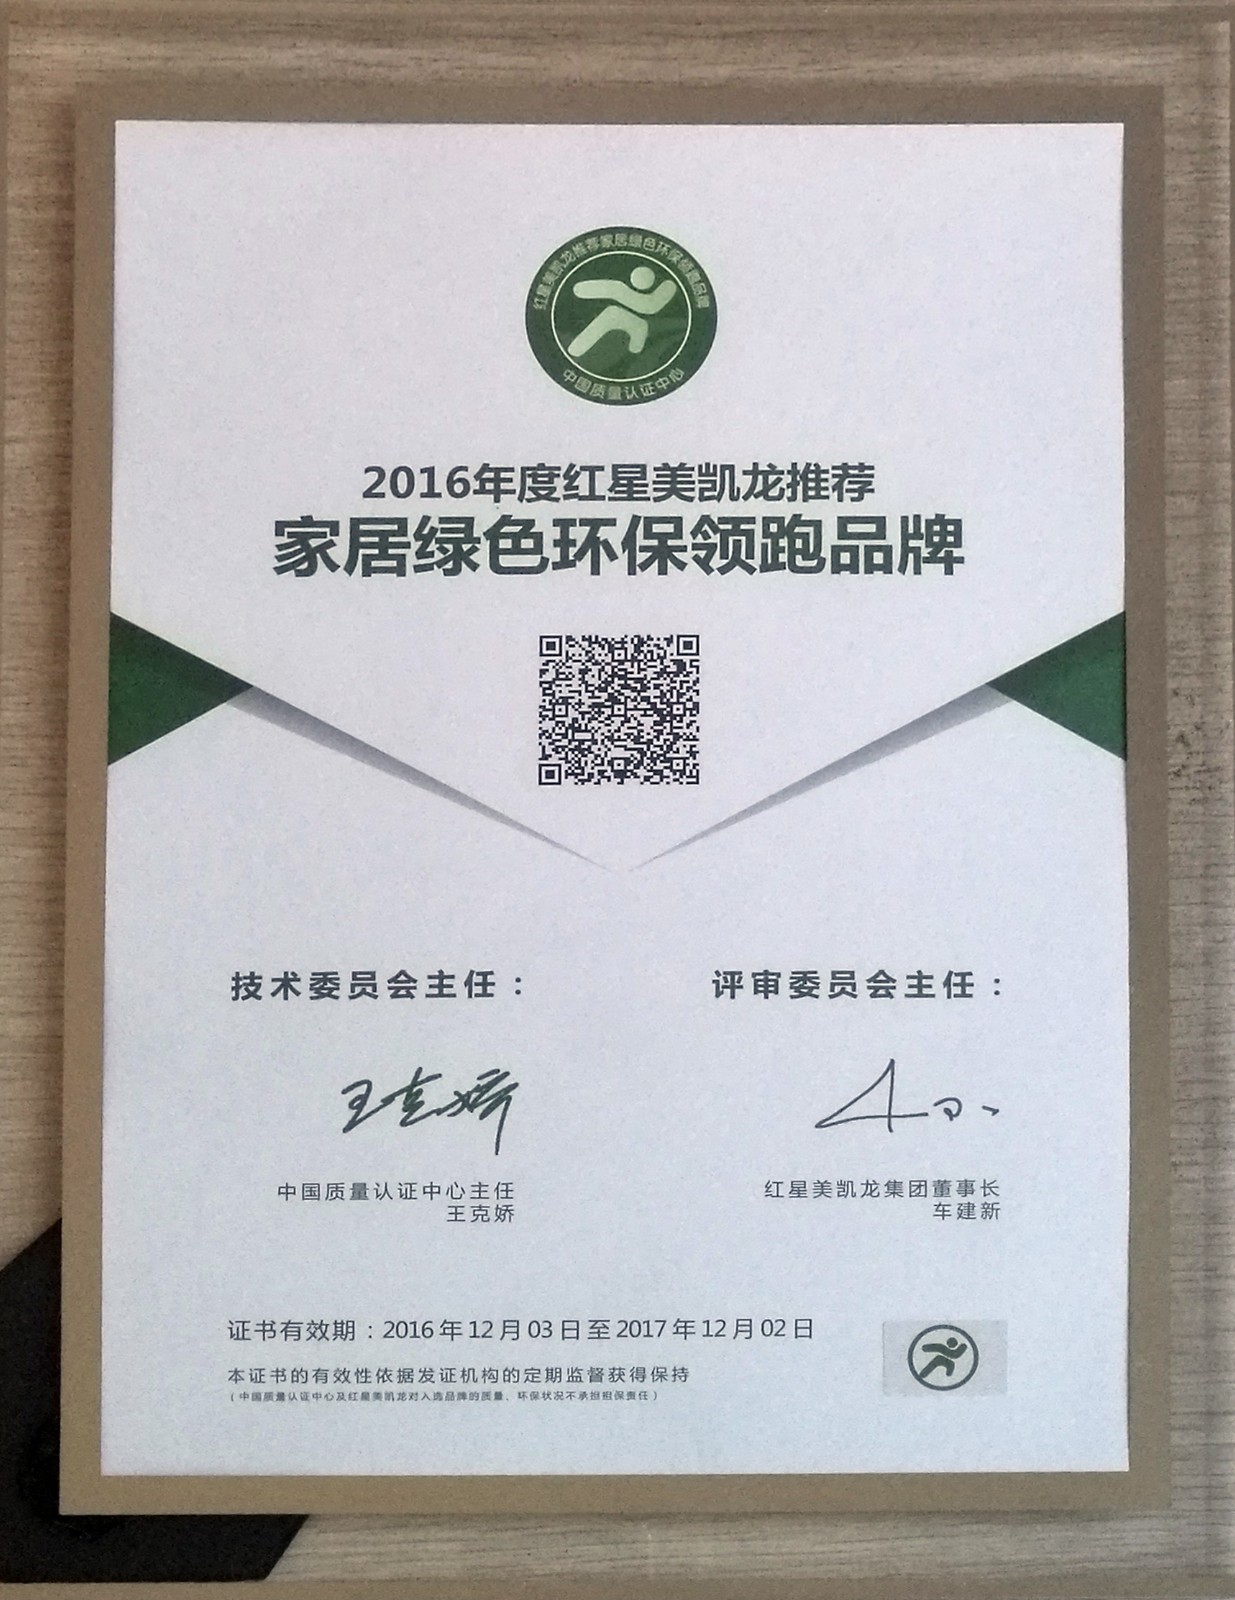 红星美凯龙推荐家居绿色环保领跑品牌
中国质量认证中心
2016年度红星美凯龙推荐
家居绿色环保领跑品牌
技术委员会主任：
评审委员会主任：
王克娇
中国质量认证中心主任
王克娇
红星美凯龙集团董事长
车建新
证书有效期：2016年12月03日至2017年12月02日
本证书的有效性依据发证机构的定期监督获得保持
（中国质量认证中心及红星美凯龙对入选品牌的质量、环保状况不承担担保责任）